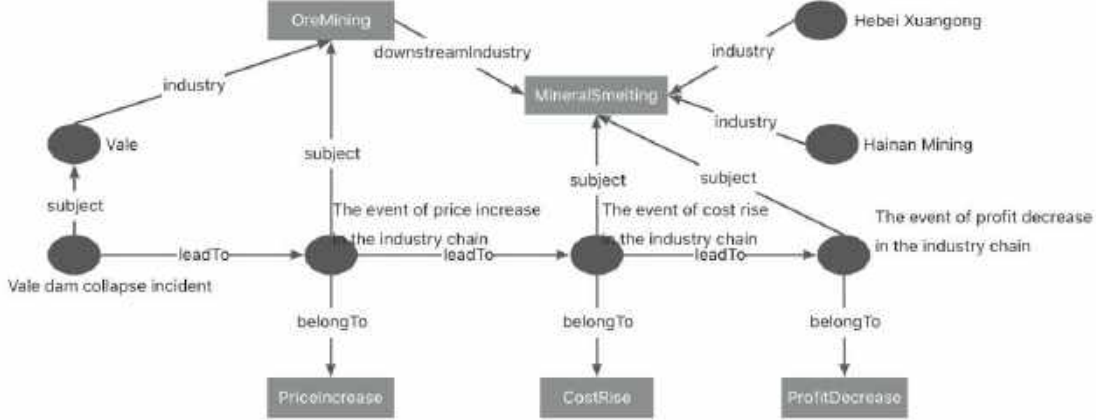 OreMining
Hebei Xuangong
downstreamIndustry
industry
industry
MineralSmelting
industry
Vale
Hainan Mining
subject
subject
subject
subject
The event of price increase
in the industry chain
The event of cost rise
in the industry chain
The event of profit decrease
in the industry chain
leadTo
leadTo
leadTo
Vale dam collapse incident
belongTo
belongTo
belongTo
PriceIncrease
CostRise
ProfitDecrease